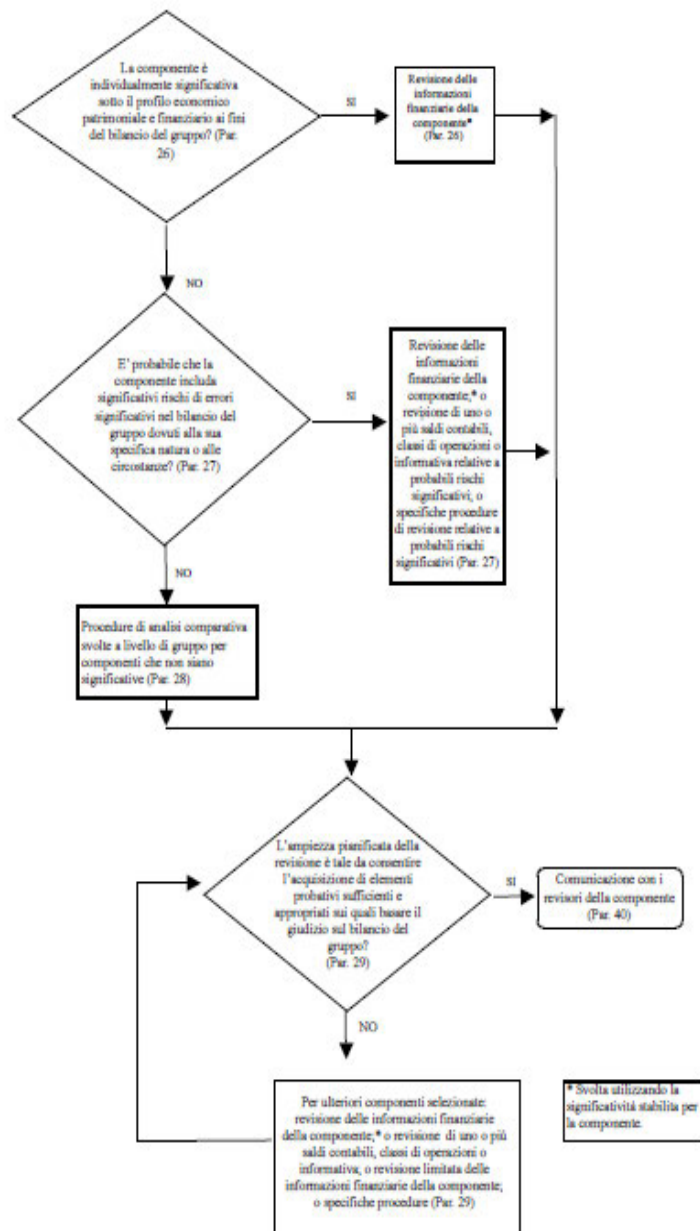 La componente è
individualmente significativa
sotto il profilo economico
patrimoniale e finanziario ai fini
del bilancio del gruppo? (Par.
26)
SI
Revisione delle
informazioni
finanziarie della
componente*
(Par. 26)
NO
E' probabile che la
componente includa
significativi rischi di errori
significativi nel bilancio del
gruppo dovuti alla sua
specifica natura o alle
circostanze? (Par. 27)
SI
Revisione delle
informazioni
finanziarie della
componente;* o
revisione di uno o
più saldi contabili,
classi di operazioni o
informativa relative a
probabili rischi
significativi; o
specifiche procedure
di revisione relative a
probabili rischi
significativi (Par. 27)
NO
Procedure di analisi comparativa
svolte a livello di gruppo per
componenti che non siano
significative (Par. 28)
L'ampiezza pianificata della
revisione è tale da consentire
l'acquisizione di elementi
probativi sufficienti e
appropriati sui quali basare il
giudizio sul bilancio del
gruppo?
(Par. 29)
SI
Comunicazione con i
revisori della componente
(Par. 40)
NO
Per ulteriori componenti selezionate:
revisione delle informazioni finanziarie
della componente;* o revisione di uno o più
saldi contabili, classi di operazioni o
informativa; o revisione limitata delle
informazioni finanziarie della componente;
o specifiche procedure (Par. 29)
* Svolta utilizzando la
significatività stabilita per
la componente.